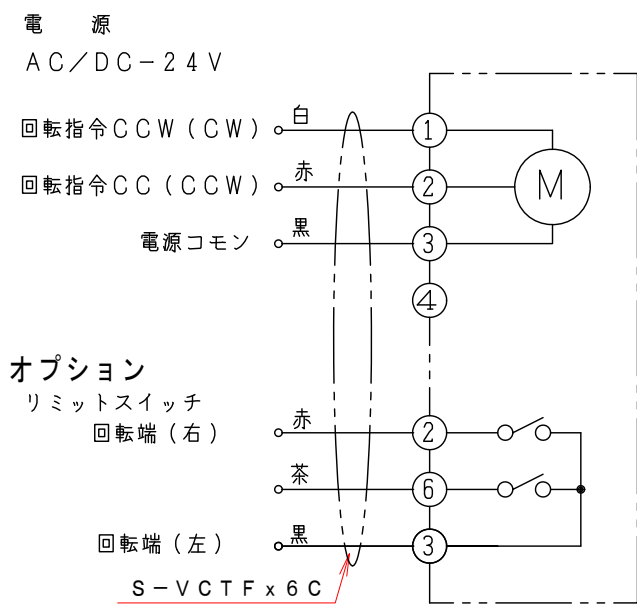 電　源
AC／DC－24V
白
回転指令CCW（CW） ①
赤
回転指令CC（CCW） ② M
黒
電源コモン ③
④
オプション
リミットスイッチ
赤
回転端（右） ②
茶
⑥
黒
回転端（左） ③
S－VCTF×6C